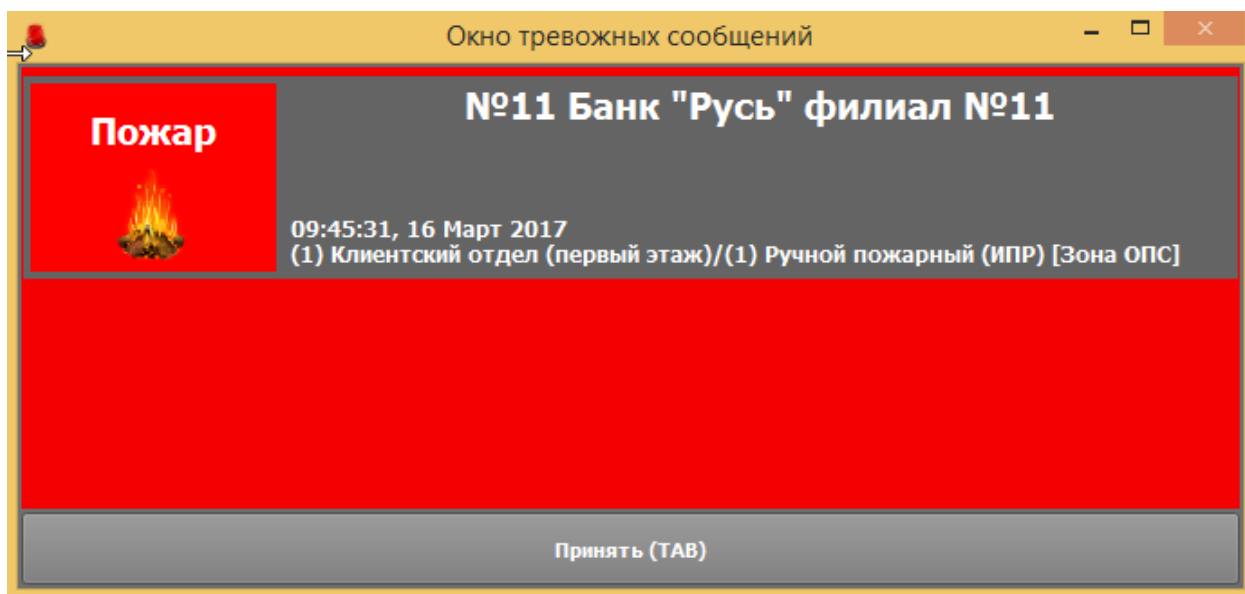 Окно тревожных сообщений
Пожар
№11 Банк "Русь" филиал №11
09:45:31, 16 Март 2017
(1) Клиентский отдел (первый этаж)/(1) Ручной пожарный (ИПР) [Зона ОПС]
Принять (TAB)